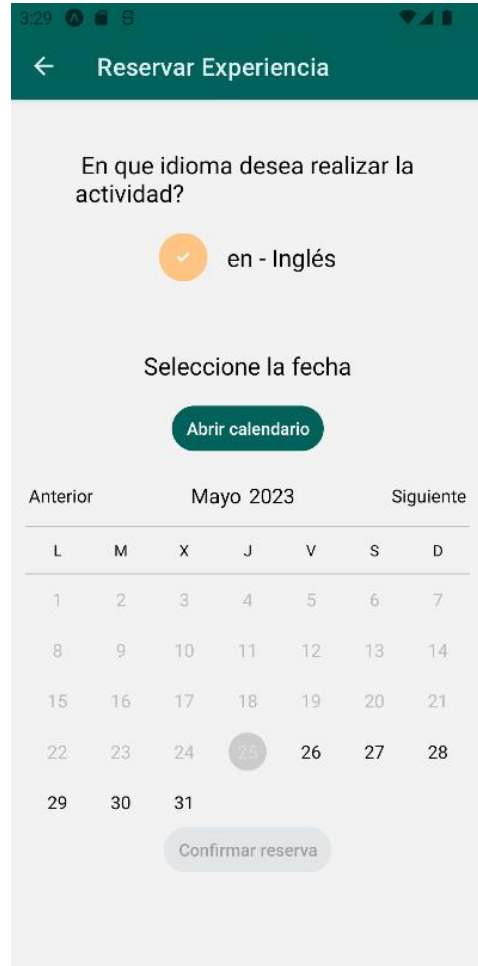 3:29
Reservar Experiencia
En que idioma desea realizar la
actividad?
en - Inglés
Seleccione la fecha
Abrir calendario
Anterior Mayo 2023 Siguiente
L M X J V S D
1 2 3 4 5 6 7
8 9 10 11 12 13 14
15 16 17 18 19 20 21
22 23 24 25 26 27 28
29 30 31
Confirmar reserva